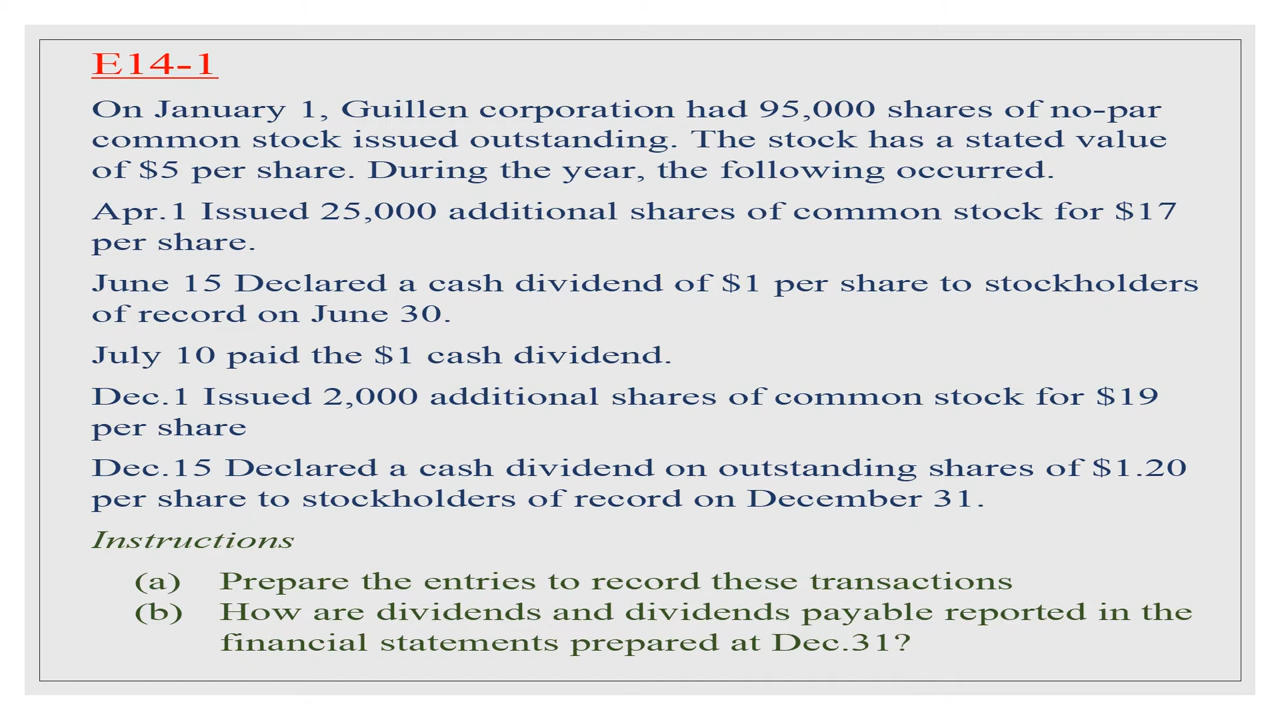 E14-1
On January 1, Guillen corporation had 95,000 shares of no-par
common stock issued outstanding. The stock has a stated value
of $5 per share. During the year, the following occurred.
Apr.1 Issued 25,000 additional shares of common stock for $17
per share.
June 15 Declared a cash dividend of $1 per share to stockholders
of record on June 30.
July 10 paid the $1 cash dividend.
Dec.1 Issued 2,000 additional shares of common stock for $19
per share
Dec.15 Declared a cash dividend on outstanding shares of $1.20
per share to stockholders of record on December 31.
Instructions
(a) Prepare the entries to record these transactions
(b) How are dividends and dividends payable reported in the
financial statements prepared at Dec.31?